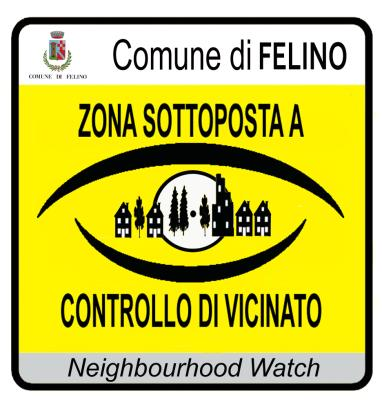 COMUNE DI FELINO
Comune di FELINO
ZONA SOTTOPOSTA A
CONTROLLO DI VICINATO
Neighbourhood Watch